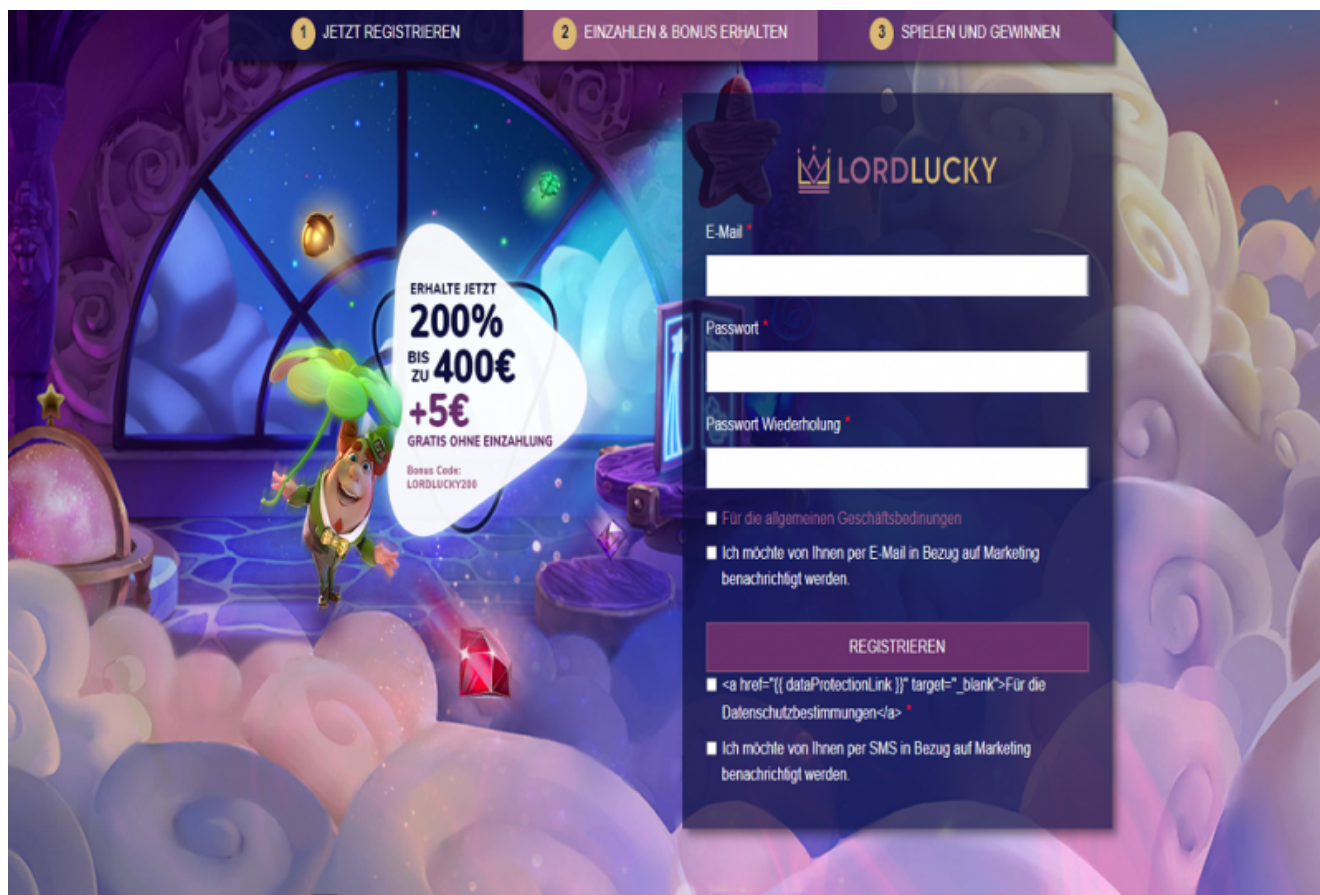 1 JETZT REGISTRIEREN
2 EINZAHLEN & BONUS ERHALTEN
3 SPIELEN UND GEWINNEN
ERHALTE JETZT
200%
BIS ZU 400€
+5€
GRATIS OHNE EINZAHLUNG
Bonus Code:
LORDLUCKY200
LORDLUCKY
E-Mail *
Passwort *
Passwort Wiederholung *
Für die allgemeinen Geschäftsbedinungen
Ich möchte von Ihnen per E-Mail in Bezug auf Marketing
benachrichtigt werden.
REGISTRIEREN
<a href="{{ dataProtectionLink }}" target="_blank">Für die
Datenschutzbestimmungen</a> *
Ich möchte von Ihnen per SMS in Bezug auf Marketing
benachrichtigt werden.